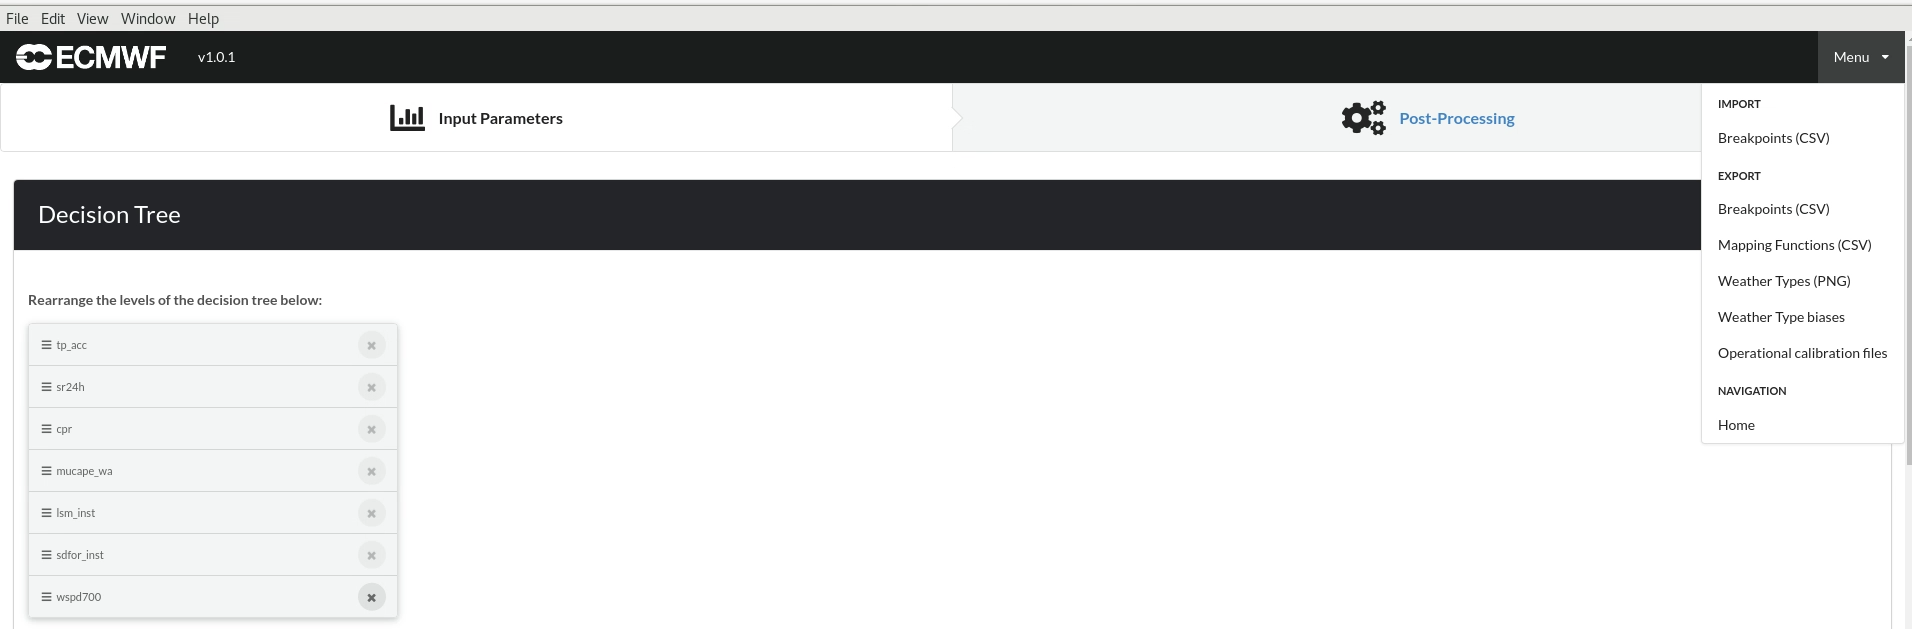 File Edit View Window Help
ECMWF v1.0.1 Menu
Input Parameters Post-Processing
IMPORT
Breakpoints (CSV)
EXPORT
Breakpoints (CSV)
Mapping Functions (CSV)
Weather Types (PNG)
Weather Type biases
Operational calibration files
NAVIGATION
Home
Decision Tree
Rearrange the levels of the decision tree below:
tp_acc
sr24h
cpr
mucape_wa
lsm_inst
sdfor_inst
wspd700